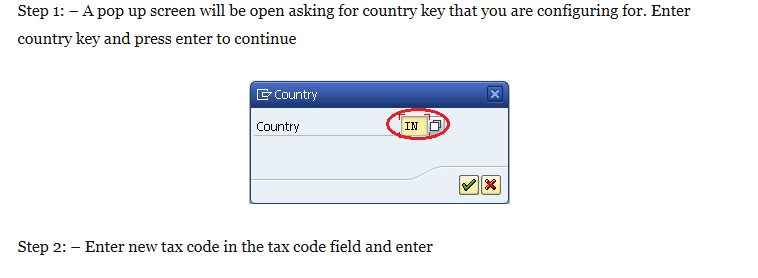 Step 1: – A pop up screen will be open asking for country key that you are configuring for. Enter
country key and press enter to continue
Country
Country IN
Step 2: – Enter new tax code in the tax code field and enter